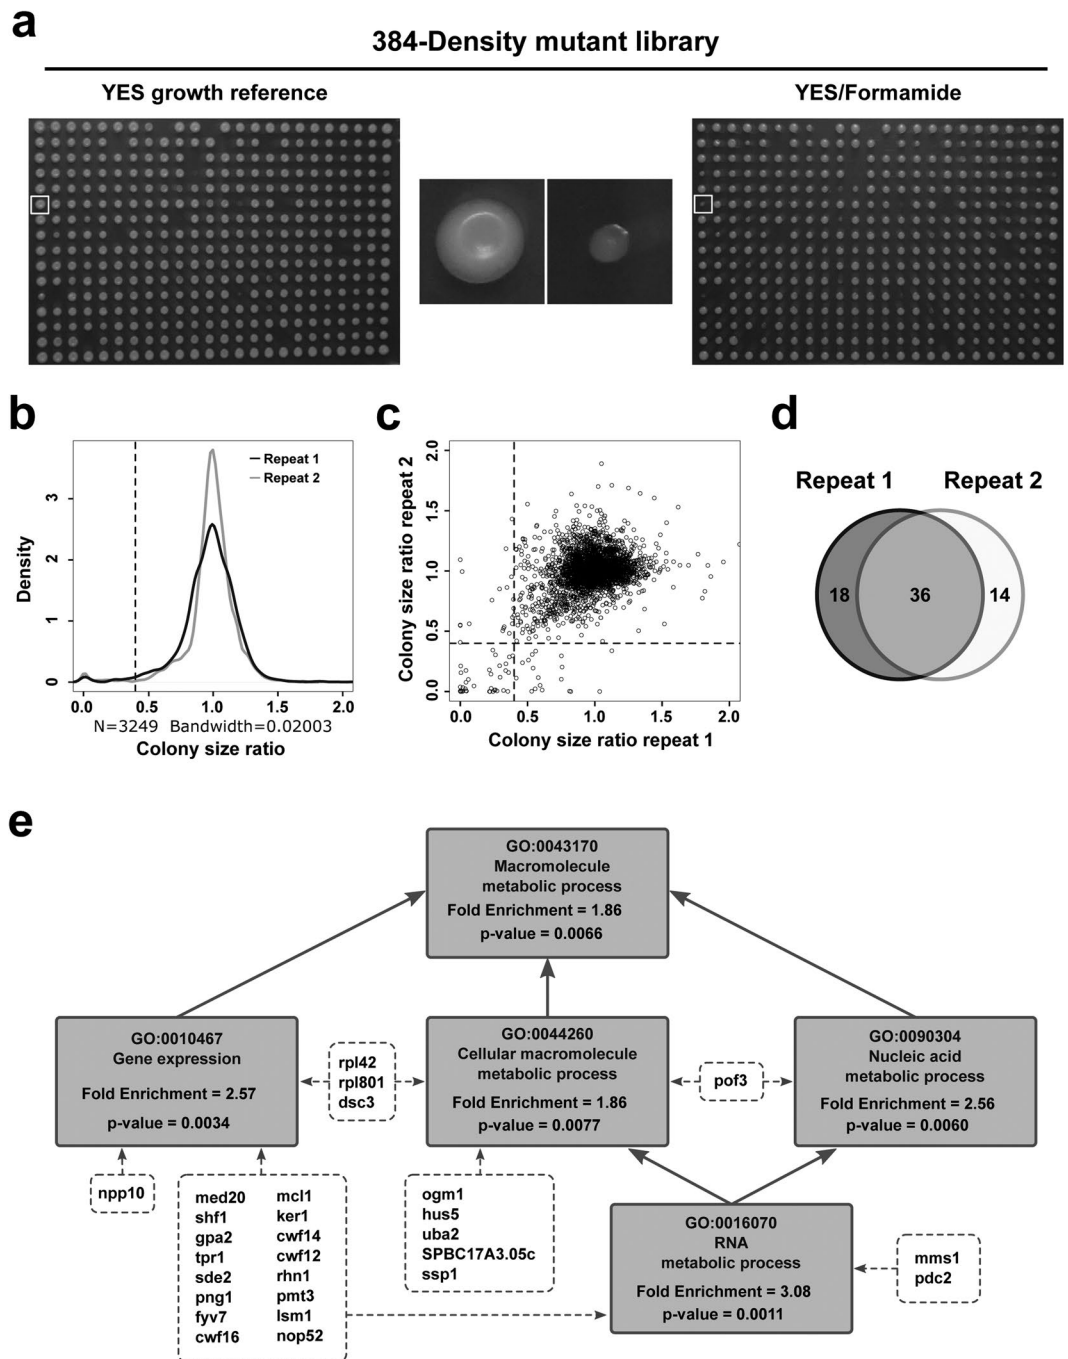 a
384-Density mutant library
YES growth reference
YES/Formamide
b
Density
0
1
2
3
Repeat 1
Repeat 2
0.0 0.5 1.0 1.5 2.0
N=3249 Bandwidth=0.02003
Colony size ratio
c
Colony size ratio repeat 2
0.0 0.5 1.0 1.5 2.0
0.0 0.5 1.0 1.5 2.0
Colony size ratio repeat 1
d
Repeat 1 Repeat 2
18 36 14
e
GO:0043170
Macromolecule
metabolic process
Fold Enrichment = 1.86
p-value = 0.0066
GO:0010467
Gene expression
Fold Enrichment = 2.57
p-value = 0.0034
rpl42
rpl801
dsc3
GO:0044260
Cellular macromolecule
metabolic process
Fold Enrichment = 1.86
p-value = 0.0077
pof3
GO:0090304
Nucleic acid
metabolic process
Fold Enrichment = 2.56
p-value = 0.0060
npp10
med20 mcl1
shf1 ker1
gpa2 cwf14
tpr1 cwf12
sde2 rhn1
png1 pmt3
fyv7 lsm1
cwf16 nop52
ogm1
hus5
uba2
SPBC17A3.05c
ssp1
GO:0016070
RNA
metabolic process
Fold Enrichment = 3.08
p-value = 0.0011
mms1
pdc2